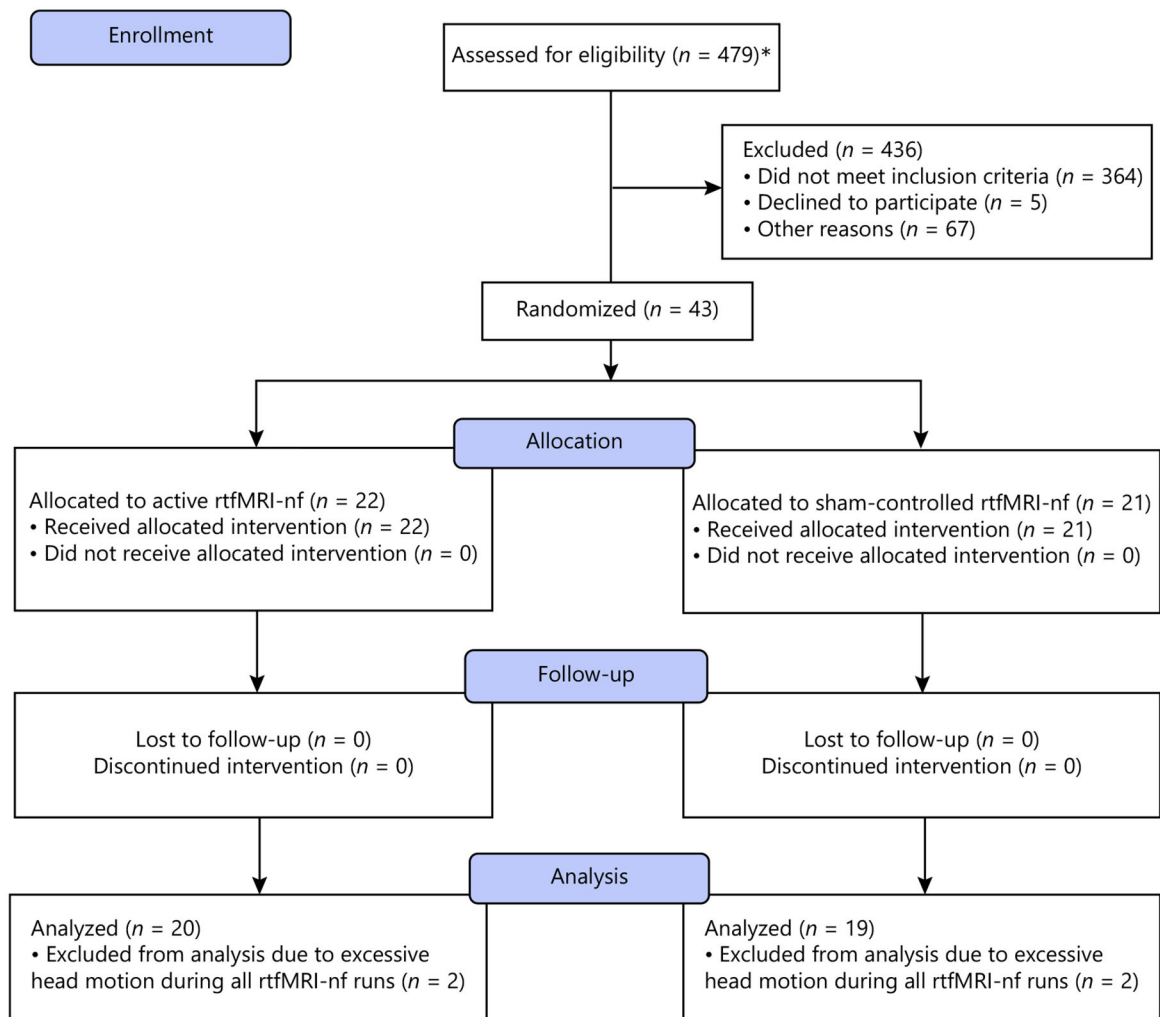 Enrollment
Assessed for eligibility (n = 479)*
Excluded (n = 436)
• Did not meet inclusion criteria (n = 364)
• Declined to participate (n = 5)
• Other reasons (n = 67)
Randomized (n = 43)
Allocation
Allocated to active rtfMRI-nf (n = 22)
• Received allocated intervention (n = 22)
• Did not receive allocated intervention (n = 0)
Allocated to sham-controlled rtfMRI-nf (n = 21)
• Received allocated intervention (n = 21)
• Did not receive allocated intervention (n = 0)
Follow-up
Lost to follow-up (n = 0)
Discontinued intervention (n = 0)
Lost to follow-up (n = 0)
Discontinued intervention (n = 0)
Analysis
Analyzed (n = 20)
• Excluded from analysis due to excessive
head motion during all rtfMRI-nf runs (n = 2)
Analyzed (n = 19)
• Excluded from analysis due to excessive
head motion during all rtfMRI-nf runs (n = 2)